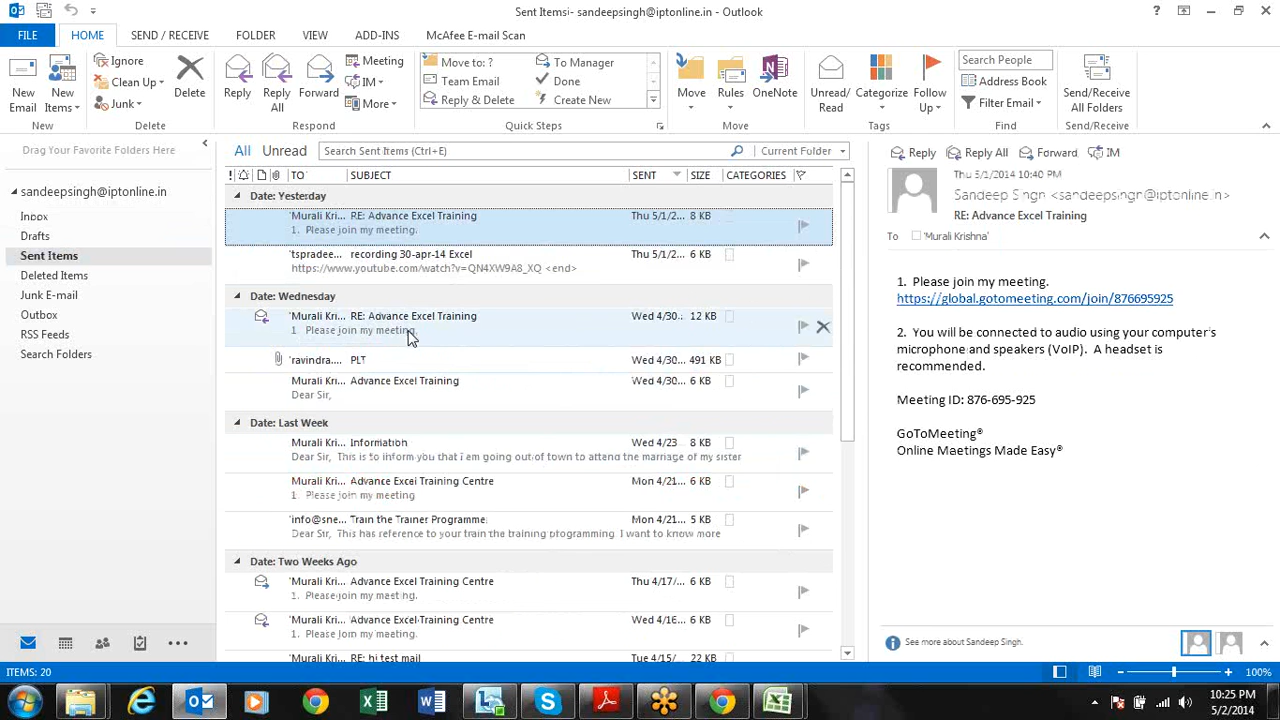 Sent Items - sandeepsingh@iptonline.in - Outlook
FILE HOME SEND / RECEIVE FOLDER VIEW ADD-INS McAfee E-mail Scan
New Email
New Items
New
Ignore
Clean Up
Junk
Delete
Delete
Reply
Reply All
Forward
Meeting
IM
More
Respond
Move to: ?
Team Email
Reply & Delete
To Manager
Done
Create New
Quick Steps
Move
Rules
OneNote
Move
Unread/ Read
Categorize
Follow Up
Tags
Search People
Address Book
Filter Email
Find
Send/Receive All Folders
Send/Receive
Drag Your Favorite Folders Here
sandeepsingh@iptonline.in
Inbox
Drafts
Sent Items
Deleted Items
Junk E-mail
Outbox
RSS Feeds
Search Folders
All Unread Search Sent Items (Ctrl+E) Current Folder
TO SUBJECT SENT SIZE CATEGORIES
Date: Yesterday
'Murali Kri... RE: Advance Excel Training Thu 5/1/2... 8 KB
1. Please join my meeting.
'tspradee... recording 30-apr-14 Excel Thu 5/1/2... 6 KB
https://www.youtube.com/watch?v=QN4XW9A8_XQ <end>
Date: Wednesday
'Murali Kri... RE: Advance Excel Training Wed 4/30... 12 KB
1 Please join my meeting.
'ravindra.... PLT Wed 4/30... 491 KB
Murali Kri... Advance Excel Training Wed 4/30... 6 KB
Dear Sir,
Date: Last Week
Murali Kri... Information Wed 4/23 8 KB
Dear Sir, This is to inform you that i am going out of town to attend the marriage of my sister
Murali Kri... Advance Excel Training Centre Mon 4/21... 6 KB
1. Please join my meeting
'info@sne... Train the Trainer Programme. Mon 4/21... 5 KB
Dear Sir, This has reference to your train the training programming. I want to know more
Date: Two Weeks Ago
'Murali Kri... Advance Excel Training Centre Thu 4/17/... 6 KB
1. Please join my meeting.
'Murali Kri... Advance Excel Training Centre Wed 4/16... 6 KB
1. Please Join my meeting.
'Murali Kri... RE: hi test mail Tue 4/15/... 22 KB
Reply Reply All Forward IM
Thu 5/1/2014 10:40 PM
Sandeep Singh <sandeepsingh@iptonline.in>
RE: Advance Excel Training
To 'Murali Krishna'
1. Please join my meeting.
https://global.gotomeeting.com/join/876695925
2. You will be connected to audio using your computer's
microphone and speakers (VoIP). A headset is
recommended.
Meeting ID: 876-695-925
GoToMeeting®
Online Meetings Made Easy®
See more about Sandeep Singh.
ITEMS: 20 100%
10:25 PM
5/2/2014